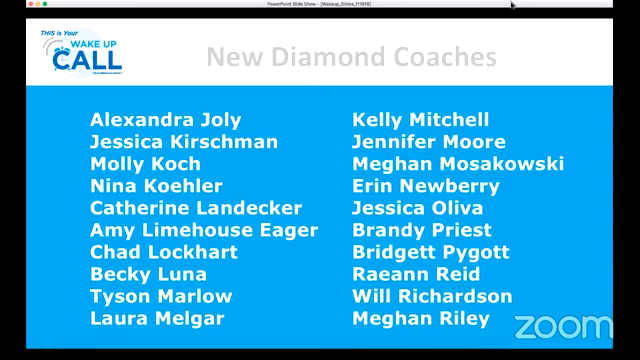 PowerPoint Slide Show - [Wakeup_Slides_111819]
THIS is Your
WAKE UP
CALL
New Diamond Coaches
Alexandra Joly
Jessica Kirschman
Molly Koch
Nina Koehler
Catherine Landecker
Amy Limehouse Eager
Chad Lockhart
Becky Luna
Tyson Marlow
Laura Melgar
Kelly Mitchell
Jennifer Moore
Meghan Mosakowski
Erin Newberry
Jessica Oliva
Brandy Priest
Bridgett Pygott
Raeann Reid
Will Richardson
Meghan Riley
zoom